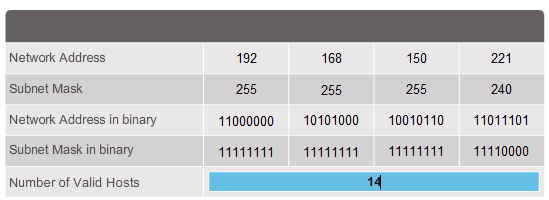 Network Address 192 168 150 221
Subnet Mask 255 255 255 240
Network Address in binary 11000000 10101000 10010110 11011101
Subnet Mask in binary 11111111 11111111 11111111 11110000
Number of Valid Hosts 14